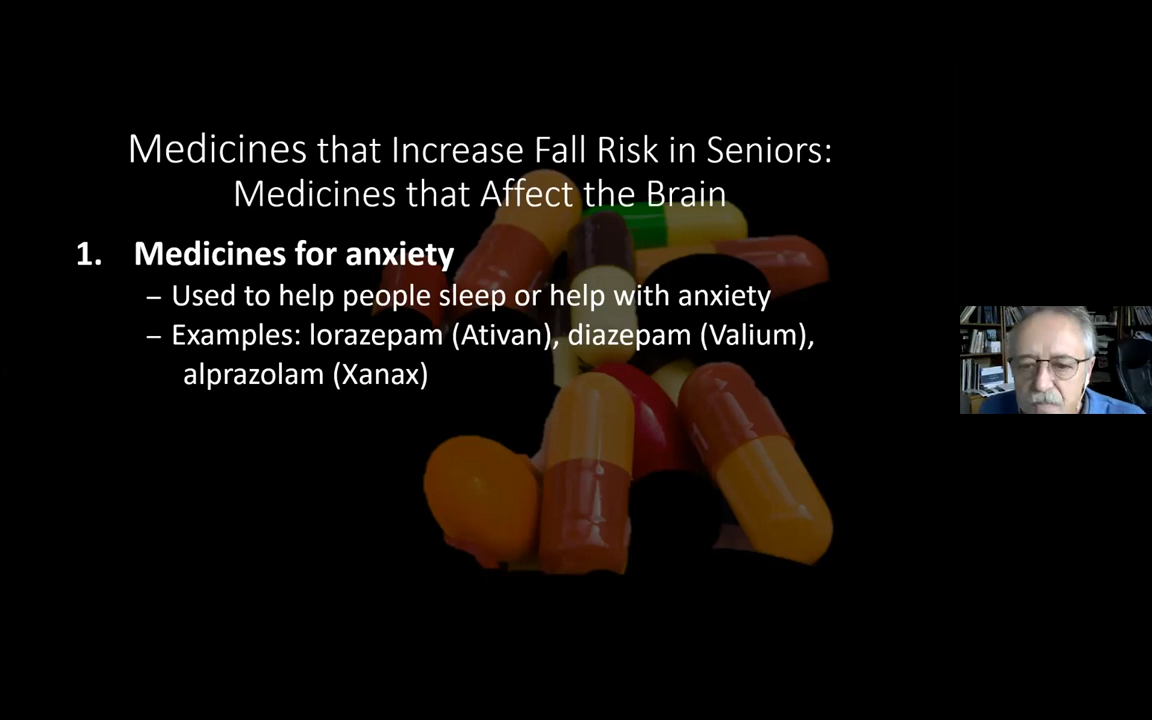 Medicines that Increase Fall Risk in Seniors:
Medicines that Affect the Brain
1. Medicines for anxiety
– Used to help people sleep or help with anxiety
– Examples: lorazepam (Ativan), diazepam (Valium),
alprazolam (Xanax)